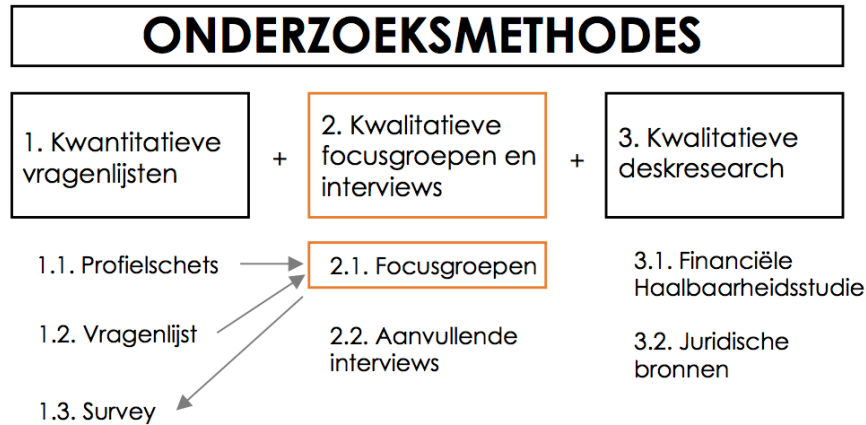 ONDERZOEKSMETHODES
1. Kwantitatieve
vragenlijsten
+
2. Kwalitatieve
focusgroepen en
interviews
+
3. Kwalitatieve
deskresearch
1.1. Profielschets
1.2. Vragenlijst
1.3. Survey
2.1. Focusgroepen
2.2. Aanvullende
interviews
3.1. Financiële
Haalbaarheidsstudie
3.2. Juridische
bronnen